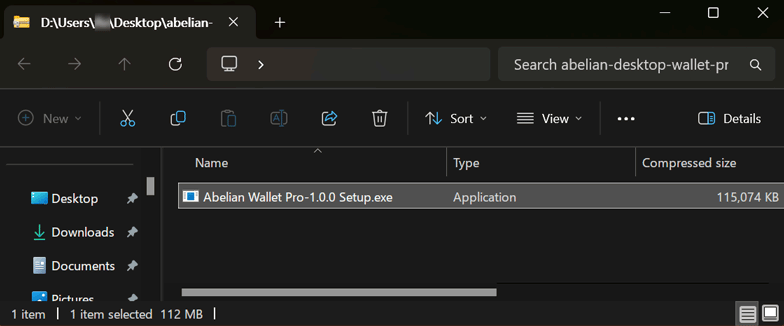 D:\Users\ \Desktop\abelian-
Search abelian-desktop-wallet-pr
New Sort View ... Details
Name Type Compressed size
Desktop
Abelian Wallet Pro-1.0.0 Setup.exe Application 115,074 KB
Downloads
Documents
Pictures
1 item 1 item selected 112 MB